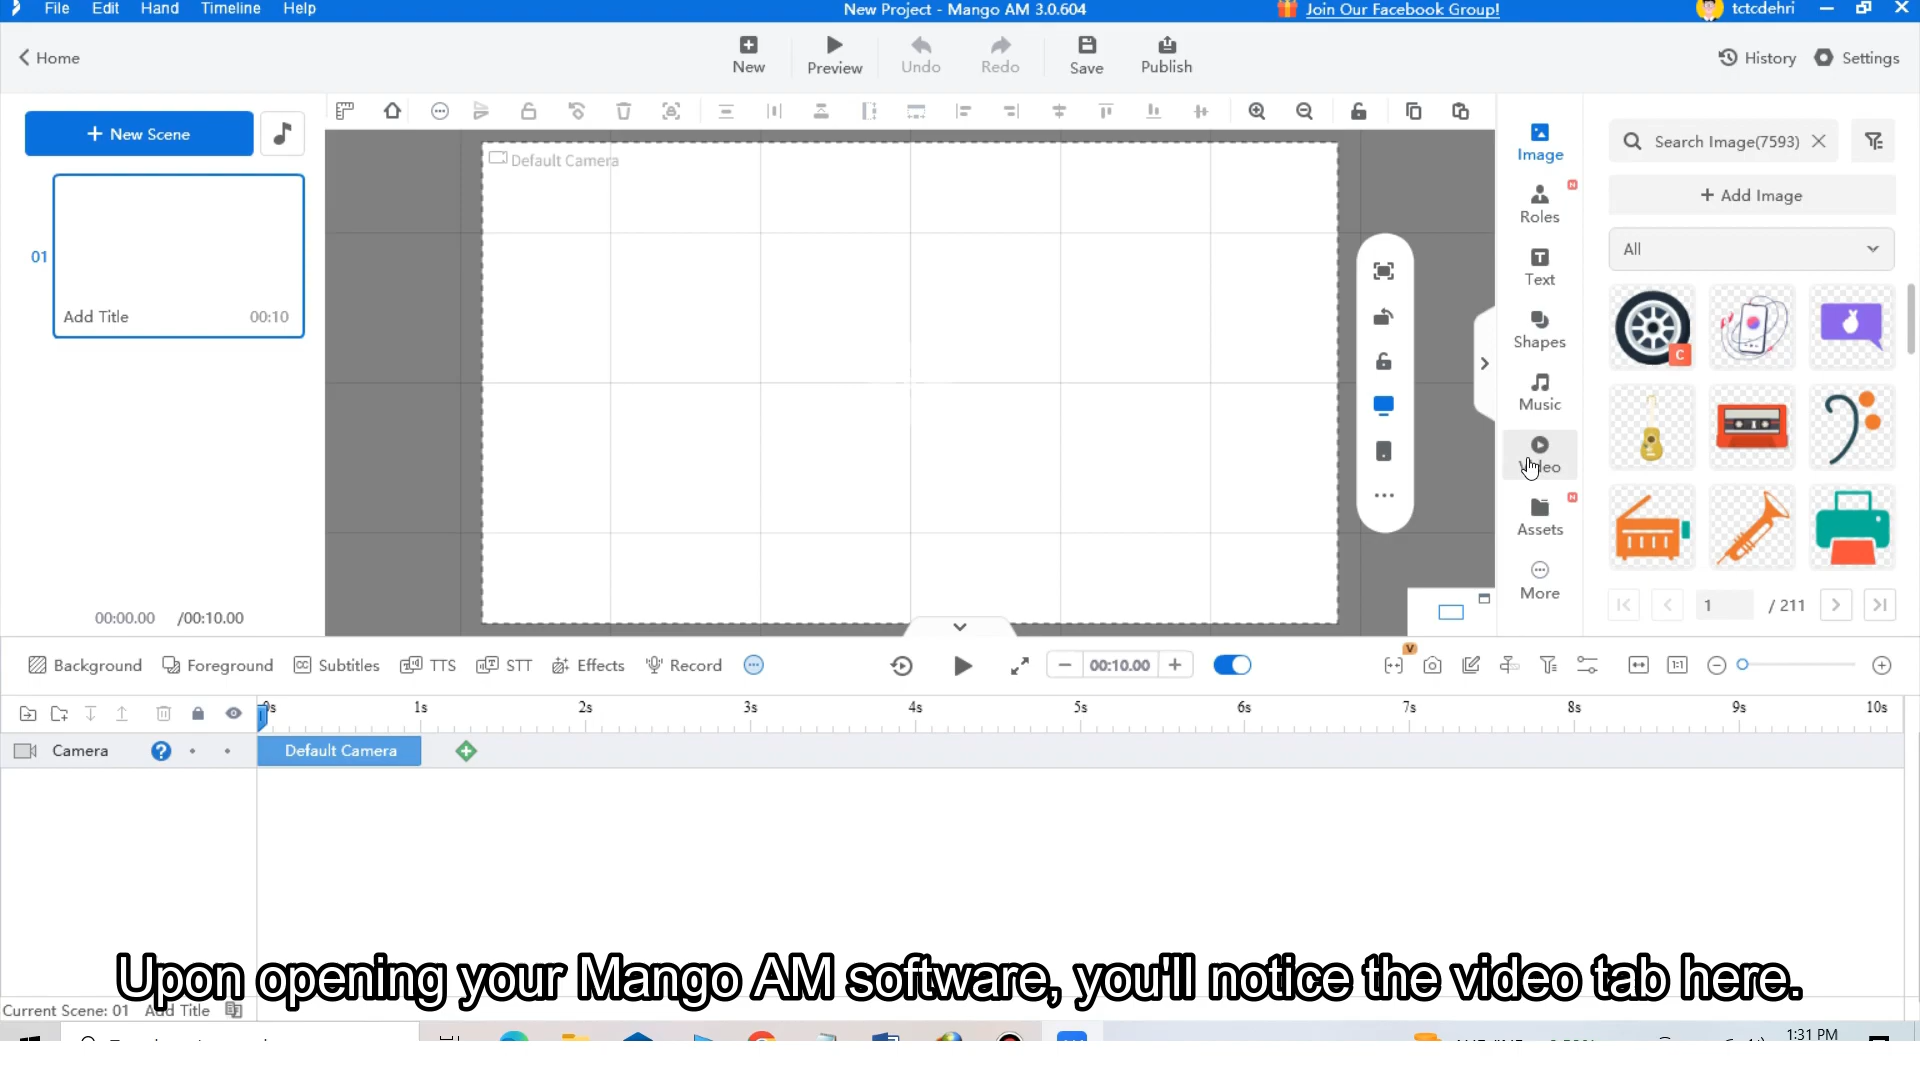 File Edit Hand Timeline Help
New Project - Mango AM 3.0.604
Join Our Facebook Group!
tctcdehri
Home
New Preview Undo Redo Save Publish
History Settings
+ New Scene
Default Camera
01
Add Title 00:10
00:00.00 /00:10.00
Image
Roles
Text
Shapes
Music
Video
Assets
More
Search Image(7593)
+ Add Image
All
C
1 / 211
Background Foreground Subtitles TTS STT Effects Record
00:10.00
V
1:1
0s 1s 2s 3s 4s 5s 6s 7s 8s 9s 10s
Camera ? Default Camera
Upon opening your Mango AM software, you'll notice the video tab here.
Current Scene: 01 Add Title
1:31 PM